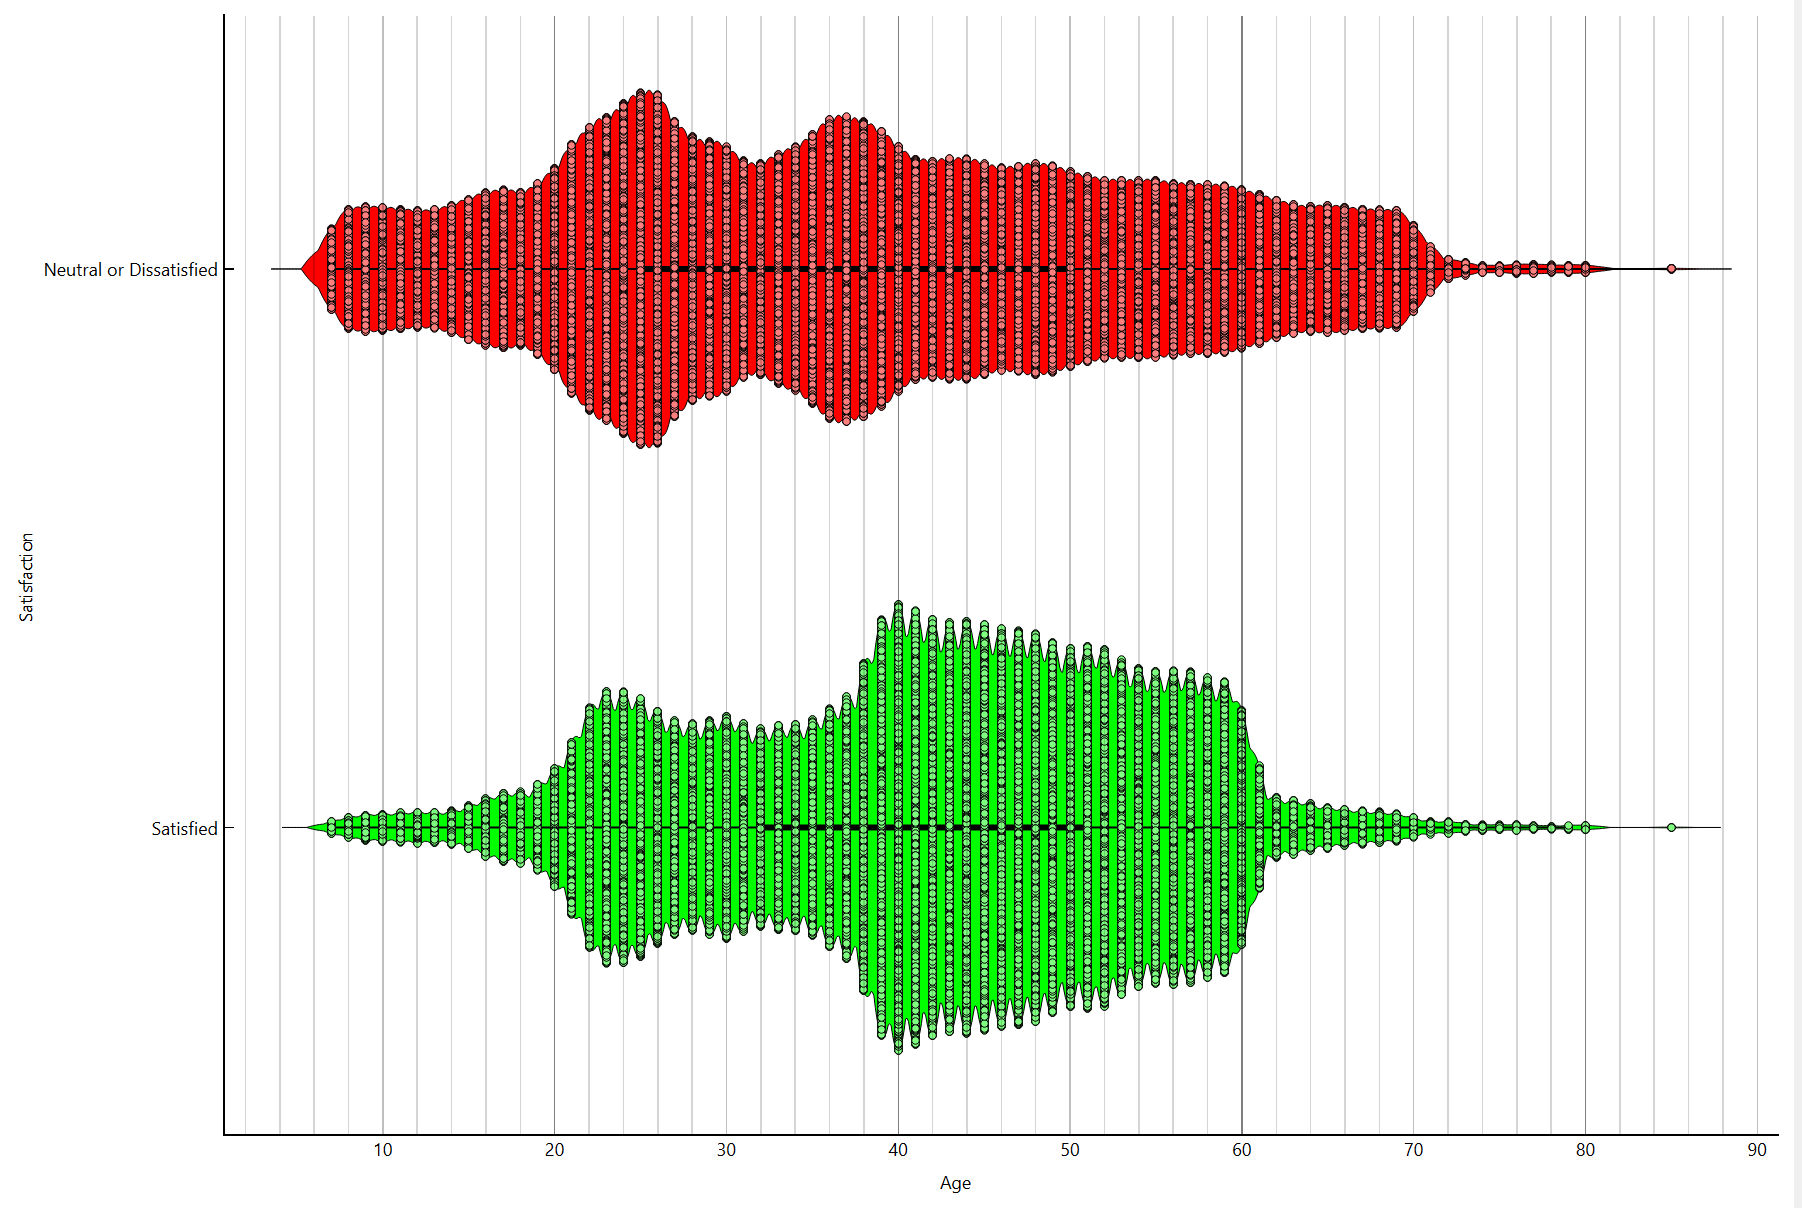 Neutral or Dissatisfied
Satisfaction
Satisfied
10 20 30 40 50 60 70 80 90
Age